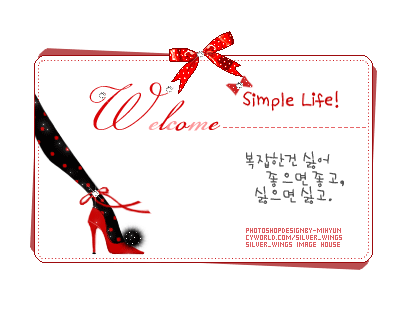 Simple Life!
Welcome
복잡한건 싫어
좋으면 좋고,
싫으면 싫고.
PHOTOSHOPDESIGNBY-MIHYUN
CYWORLD.COM/SILVER_WINGS
SILVER_WINGS IMAGE HOUSE